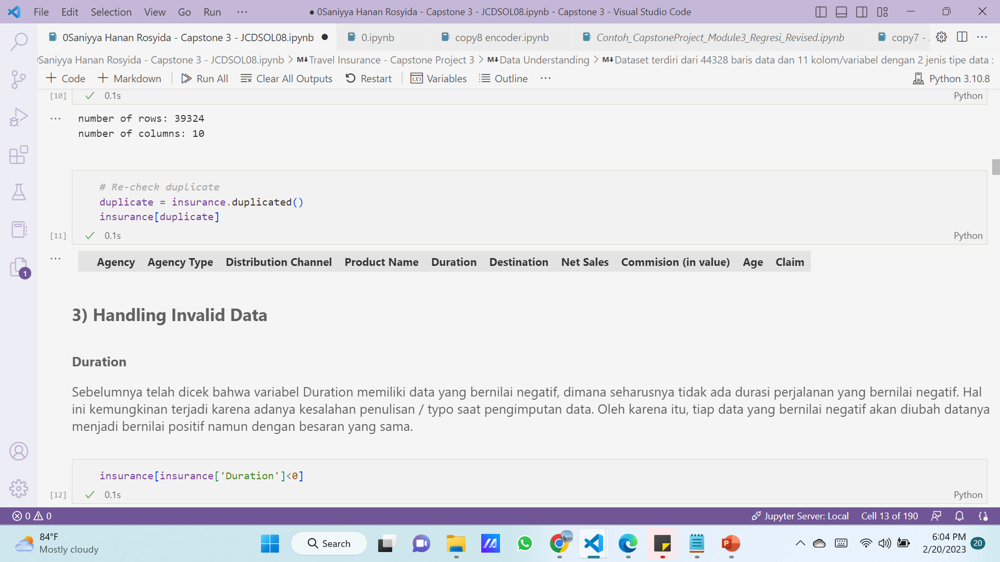 File Edit Selection View Go Run ··· ● 0Saniyya Hanan Rosyida - Capstone 3 - JCDSOL08.ipynb - Capstone 3 - Visual Studio Code
0Saniyya Hanan Rosyida - Capstone 3 - JCDSOL08.ipynb ● 0.ipynb copy8 encoder.ipynb Contoh_CapstoneProject_Module3_Regresi_Revised.ipynb copy7 - ···
Saniyya Hanan Rosyida - Capstone 3 - JCDSOL08.ipynb > M↓Travel Insurance - Capstone Project 3 > M↓Data Understanding > M↓Dataset terdiri dari 44328 baris data dan 11 kolom/variabel dengan 2 jenis tipe data :
+ Code + Markdown Run All Clear All Outputs Restart Variables Outline ··· Python 3.10.8
[10] ✓ 0.1s Python
··· number of rows: 39324
number of columns: 10
# Re-check duplicate
duplicate = insurance.duplicated()
insurance[duplicate]
[11] ✓ 0.1s Python
··· Agency Agency Type Distribution Channel Product Name Duration Destination Net Sales Commision (in value) Age Claim
3) Handling Invalid Data
Duration
Sebelumnya telah dicek bahwa variabel Duration memiliki data yang bernilai negatif, dimana seharusnya tidak ada durasi perjalanan yang bernilai negatif. Hal
ini kemungkinan terjadi karena adanya kesalahan penulisan / typo saat pengimputan data. Oleh karena itu, tiap data yang bernilai negatif akan diubah datanya
menjadi bernilai positif namun dengan besaran yang sama.
1
insurance[insurance['Duration']<0]
[12] ✓ 0.1s Python
0 0 Jupyter Server: Local Cell 13 of 190
84°F
Mostly cloudy
Search
6:04 PM
2/20/2023 20